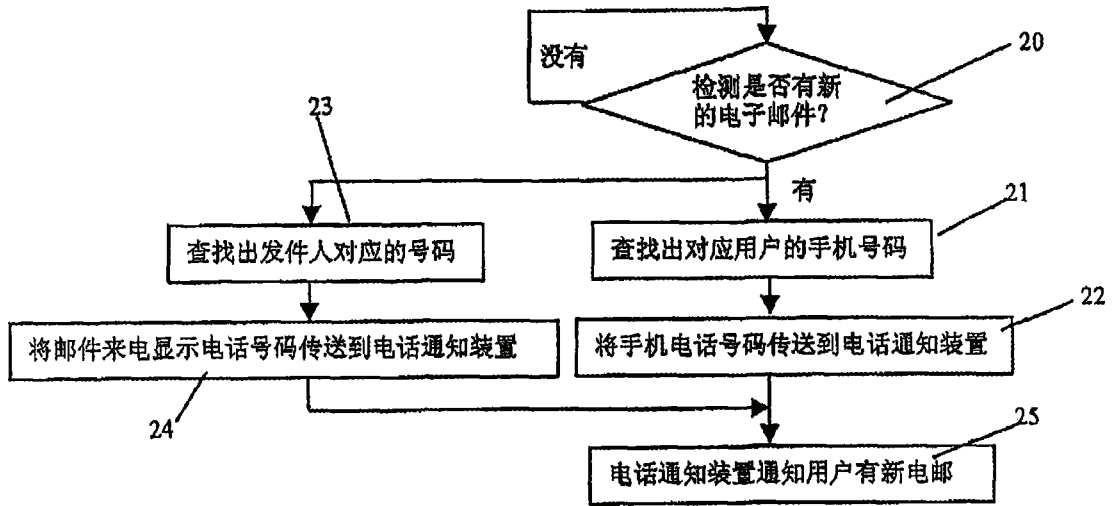 没有
20
检测是否有新
的电子邮件?
23
有
21
查找出发件人对应的号码
查找出对应用户的手机号码
22
将邮件来电显示电话号码传送到电话通知装置
将手机电话号码传送到电话通知装置
24
25
电话通知装置通知用户有新电邮